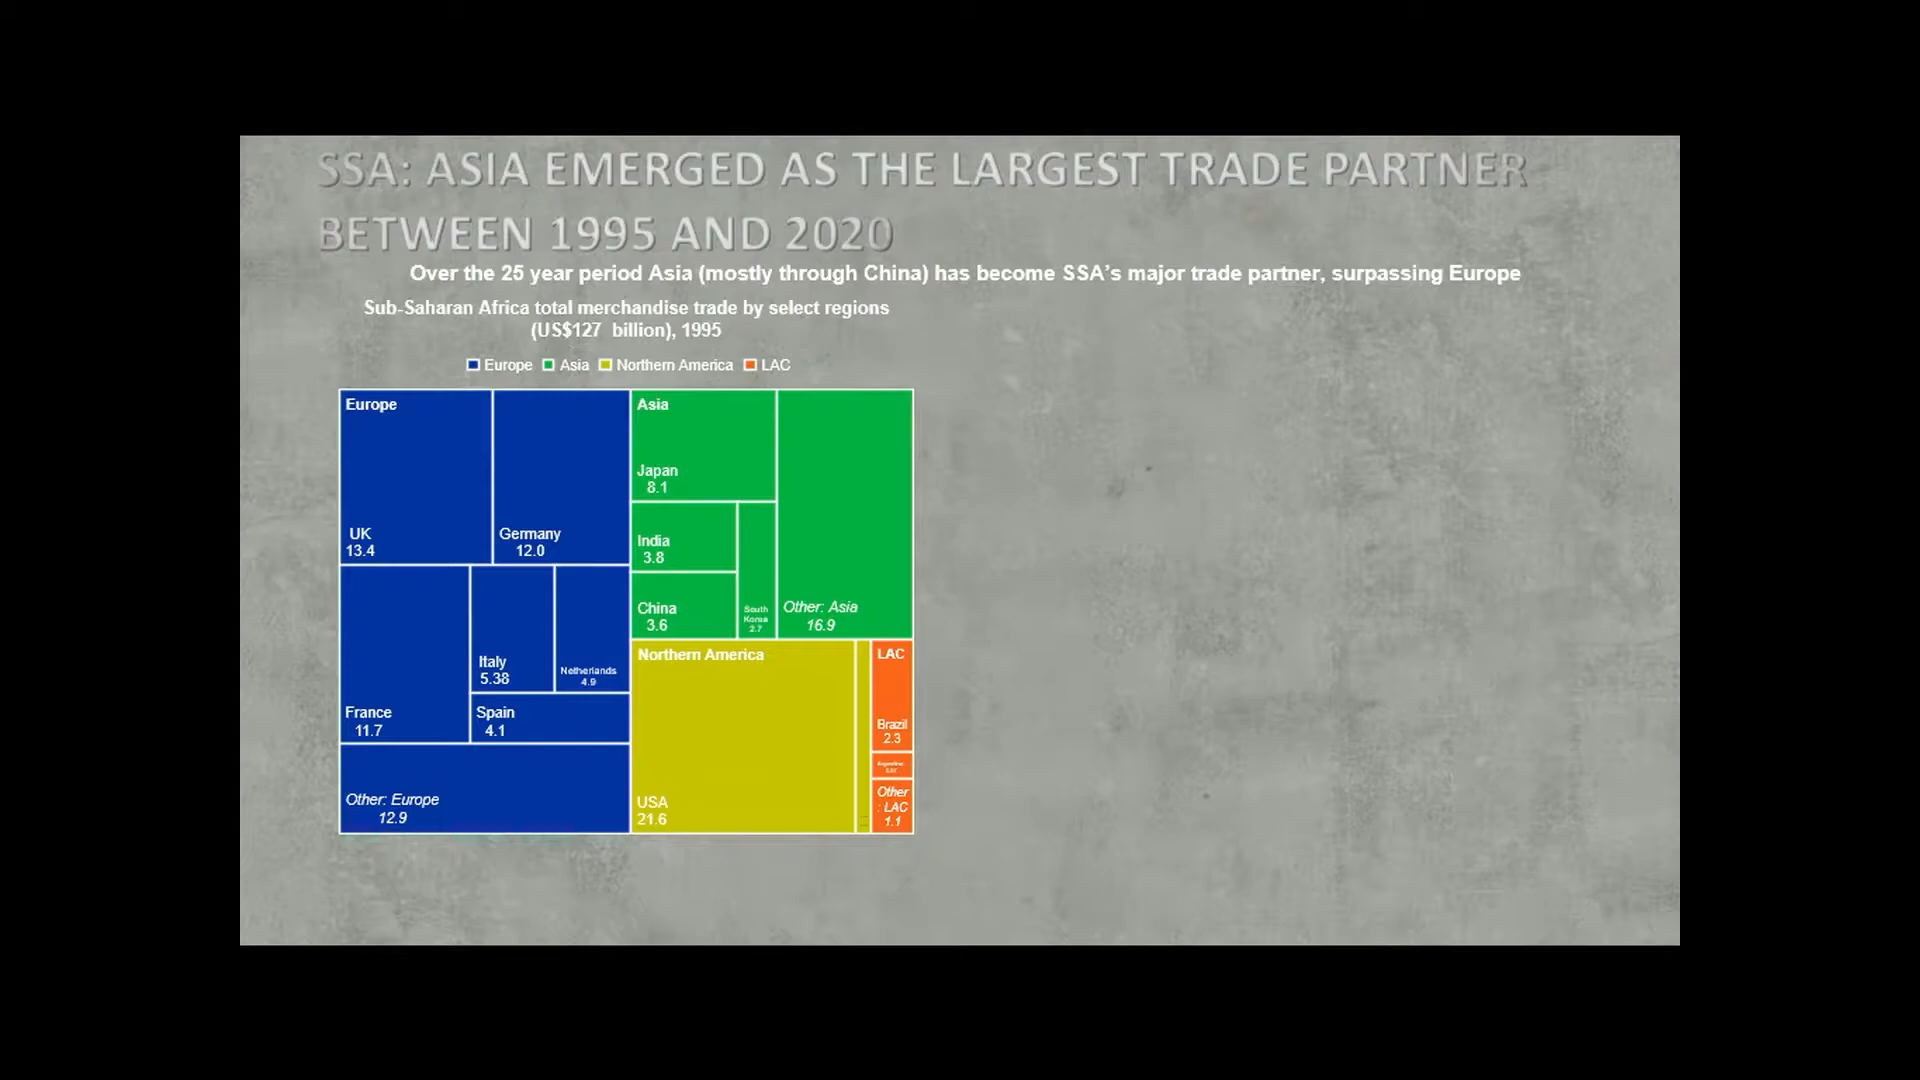 SSA: ASIA EMERGED AS THE LARGEST TRADE PARTNER
BETWEEN 1995 AND 2020
Over the 25 year period Asia (mostly through China) has become SSA's major trade partner, surpassing Europe
Sub-Saharan Africa total merchandise trade by select regions
(US$127 billion), 1995
Europe Asia Northern America LAC
Europe
UK
13.4
Germany
12.0
France
11.7
Italy
5.38
Netherlands
4.9
Spain
4.1
Other: Europe
12.9
Asia
Japan
8.1
India
3.8
China
3.6
South
Korea
2.7
Other: Asia
16.9
Northern America
USA
21.6
LAC
Brazil
2.3
Argentina
Other
: LAC
1.1